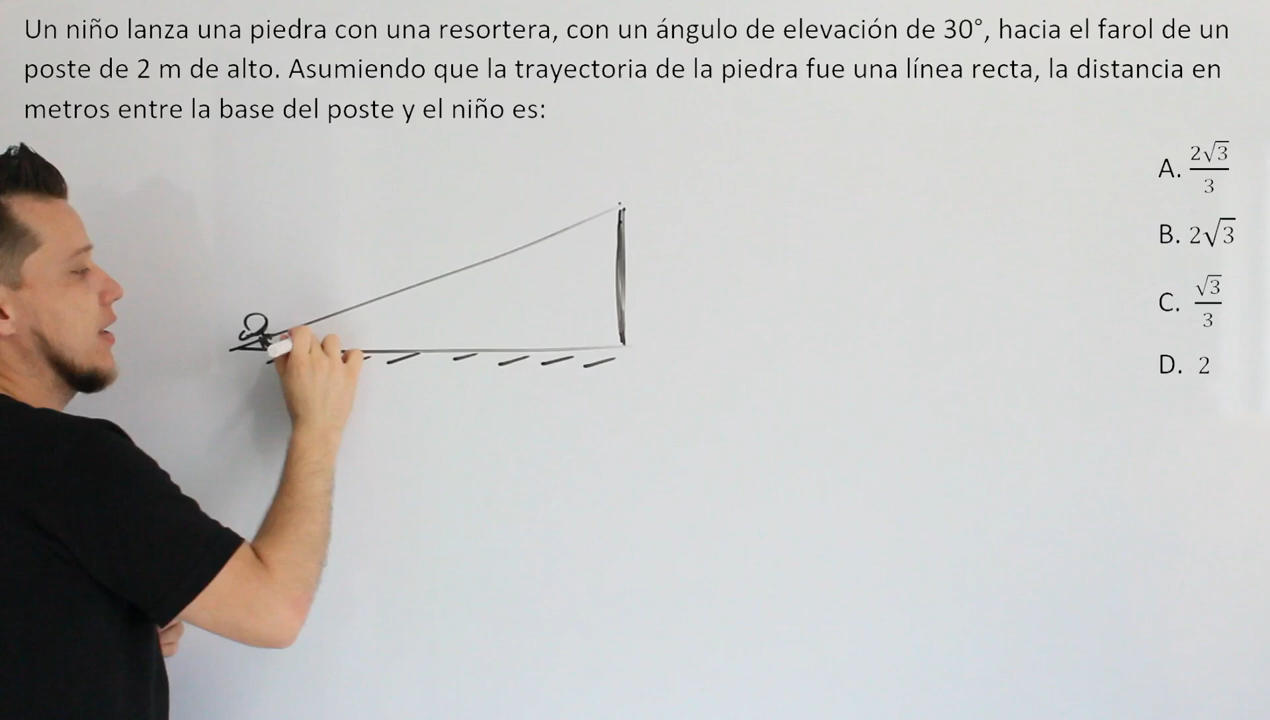 Un niño lanza una piedra con una resortera, con un ángulo de elevación de 30°, hacia el farol de un
poste de 2 m de alto. Asumiendo que la trayectoria de la piedra fue una línea recta, la distancia en
metros entre la base del poste y el niño es:
A. 2√3/3
B. 2√3
C. √3/3
D. 2